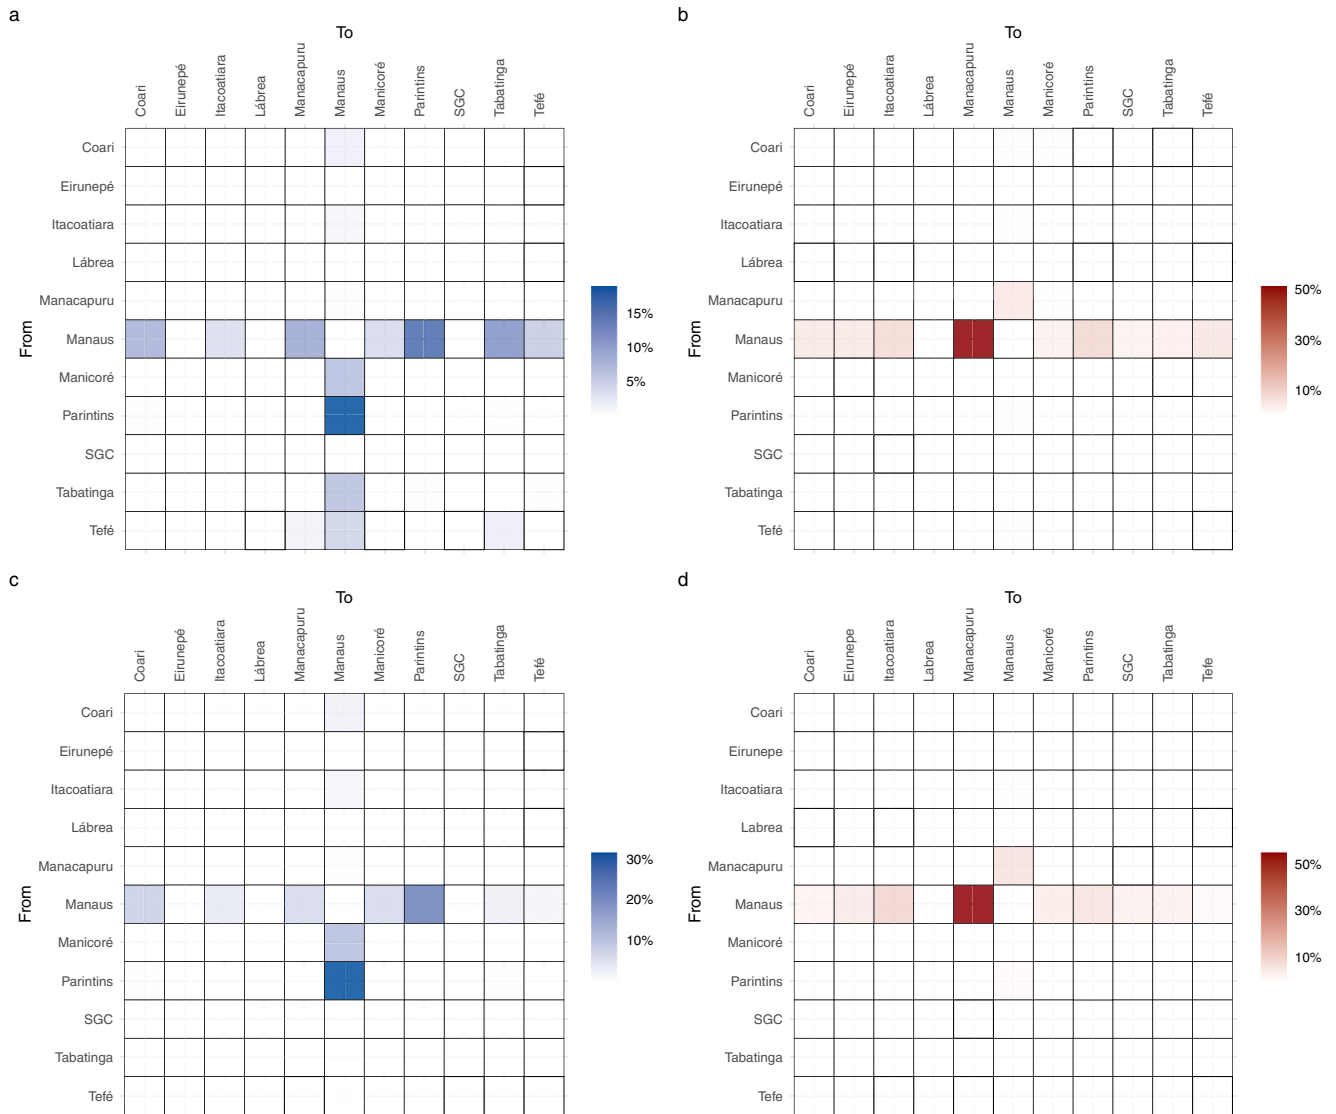 a
To
Coari
Eirunepé
Itacoatiara
Lábrea
Manacapuru
Manaus
Manicoré
Parintins
SGC
Tabatinga
Tefé
From
Coari
Eirunepé
Itacoatiara
Lábrea
Manacapuru
Manaus
Manicoré
Parintins
SGC
Tabatinga
Tefé
15%
10%
5%
b
To
Coari
Eirunepé
Itacoatiara
Lábrea
Manacapuru
Manaus
Manicoré
Parintins
SGC
Tabatinga
Tefé
From
Coari
Eirunepé
Itacoatiara
Lábrea
Manacapuru
Manaus
Manicoré
Parintins
SGC
Tabatinga
Tefé
50%
30%
10%
c
To
Coari
Eirunepé
Itacoatiara
Lábrea
Manacapuru
Manaus
Manicoré
Parintins
SGC
Tabatinga
Tefé
From
Coari
Eirunepé
Itacoatiara
Lábrea
Manacapuru
Manaus
Manicoré
Parintins
SGC
Tabatinga
Tefé
30%
20%
10%
d
To
Coari
Eirunepe
Itacoatiara
Labrea
Manacapuru
Manaus
Manicoré
Parintins
SGC
Tabatinga
Tefe
From
Coari
Eirunepe
Itacoatiara
Labrea
Manacapuru
Manaus
Manicoré
Parintins
SGC
Tabatinga
Tefe
50%
30%
10%